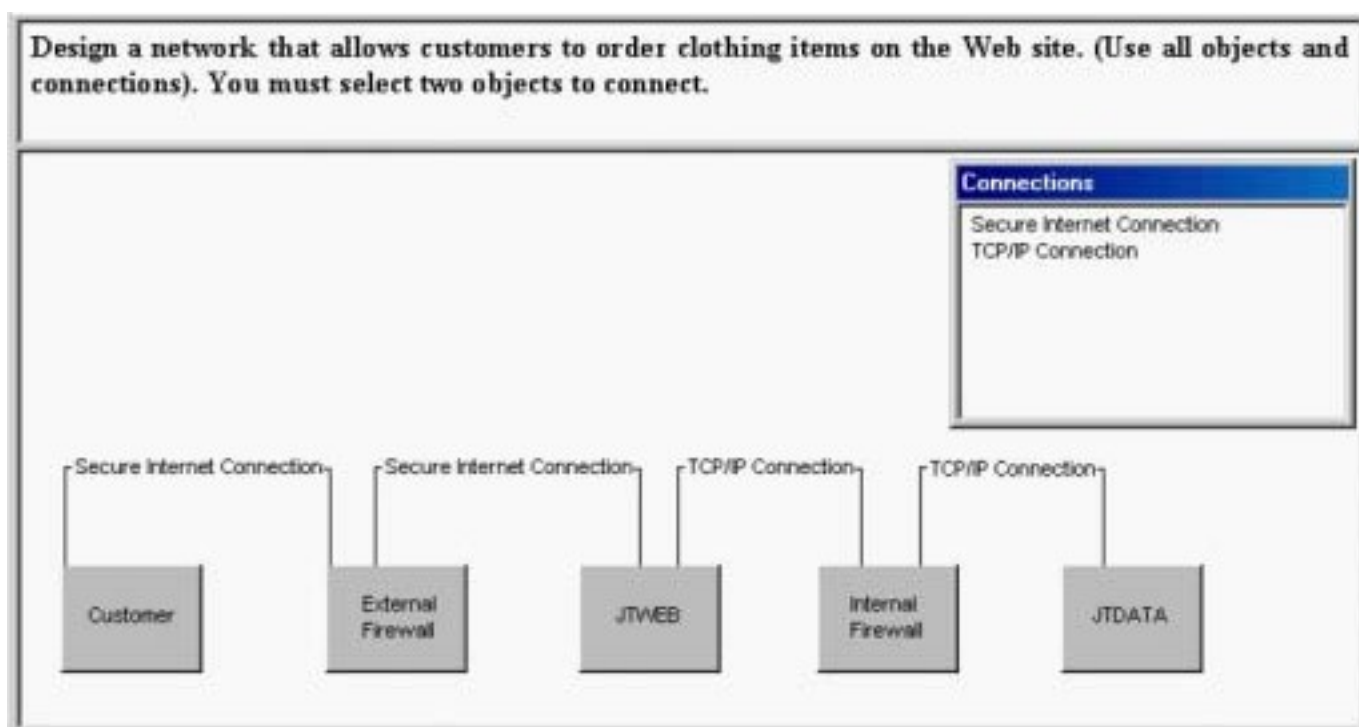 Design a network that allows customers to order clothing items on the Web site. (Use all objects and
connections). You must select two objects to connect.
Connections
Secure Internet Connection
TCP/IP Connection
Secure Internet Connection
Secure Internet Connection
TCP/IP Connection
TCP/IP Connection
Customer
External
Firewall
JTWEB
Internal
Firewall
JTDATA